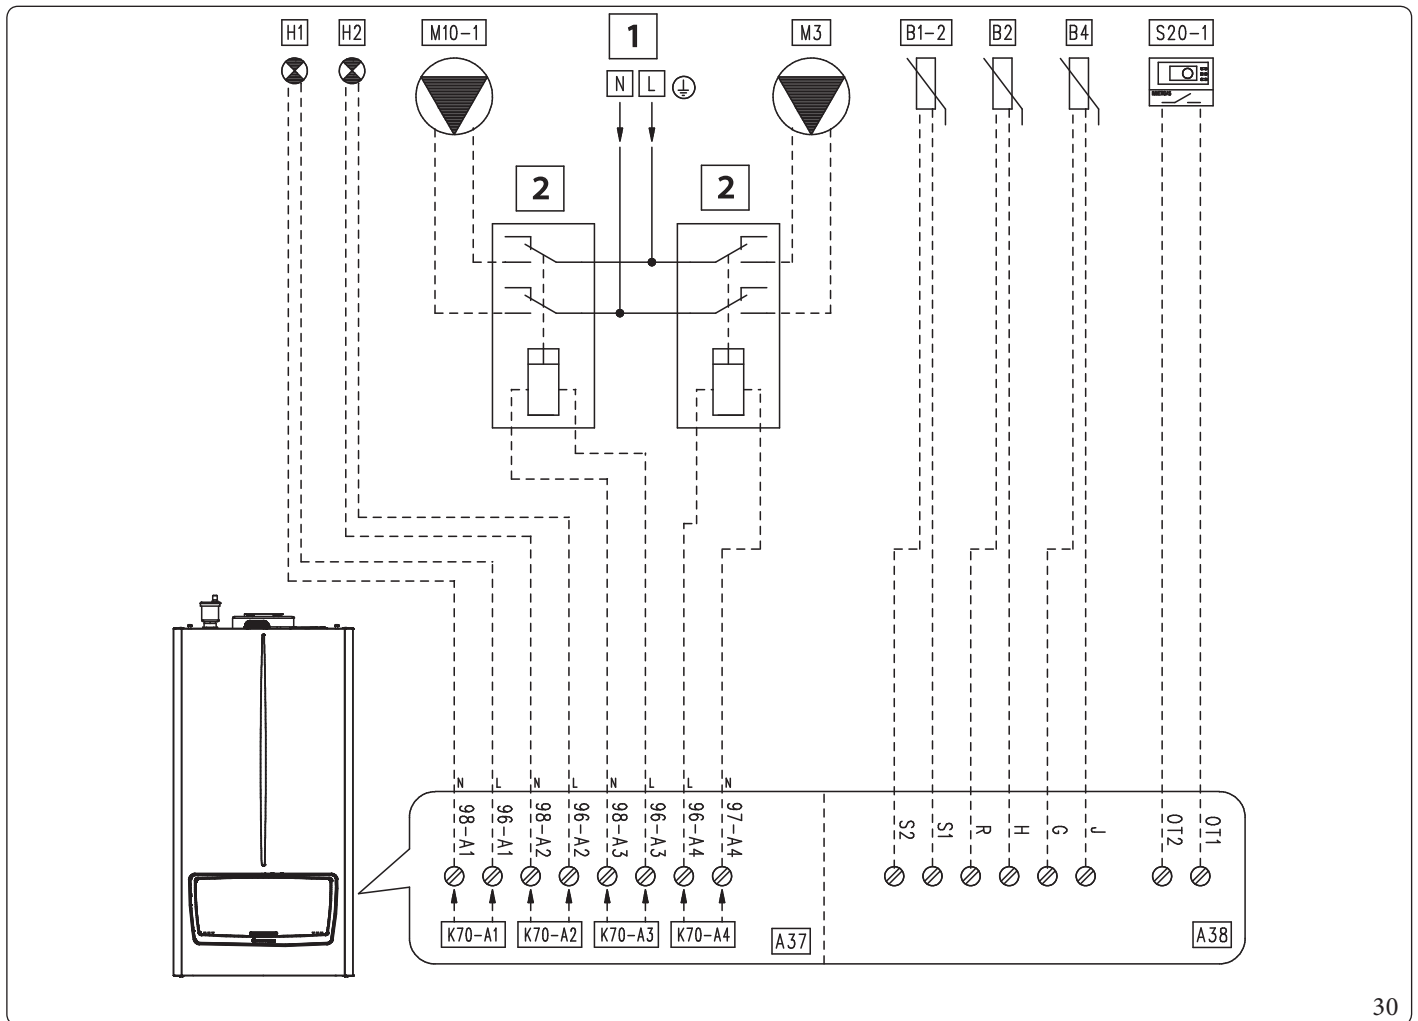 H1 H2 M10-1 1 M3 B1-2 B2 B4 S20-1
N L
2 2
N L N L N L L N
98-A1 96-A1 98-A2 96-A2 98-A3 96-A3 96-A4 97-A4 S2 S1 R H G J OT2 OT1
K70-A1 K70-A2 K70-A3 K70-A4 A37 A38
30